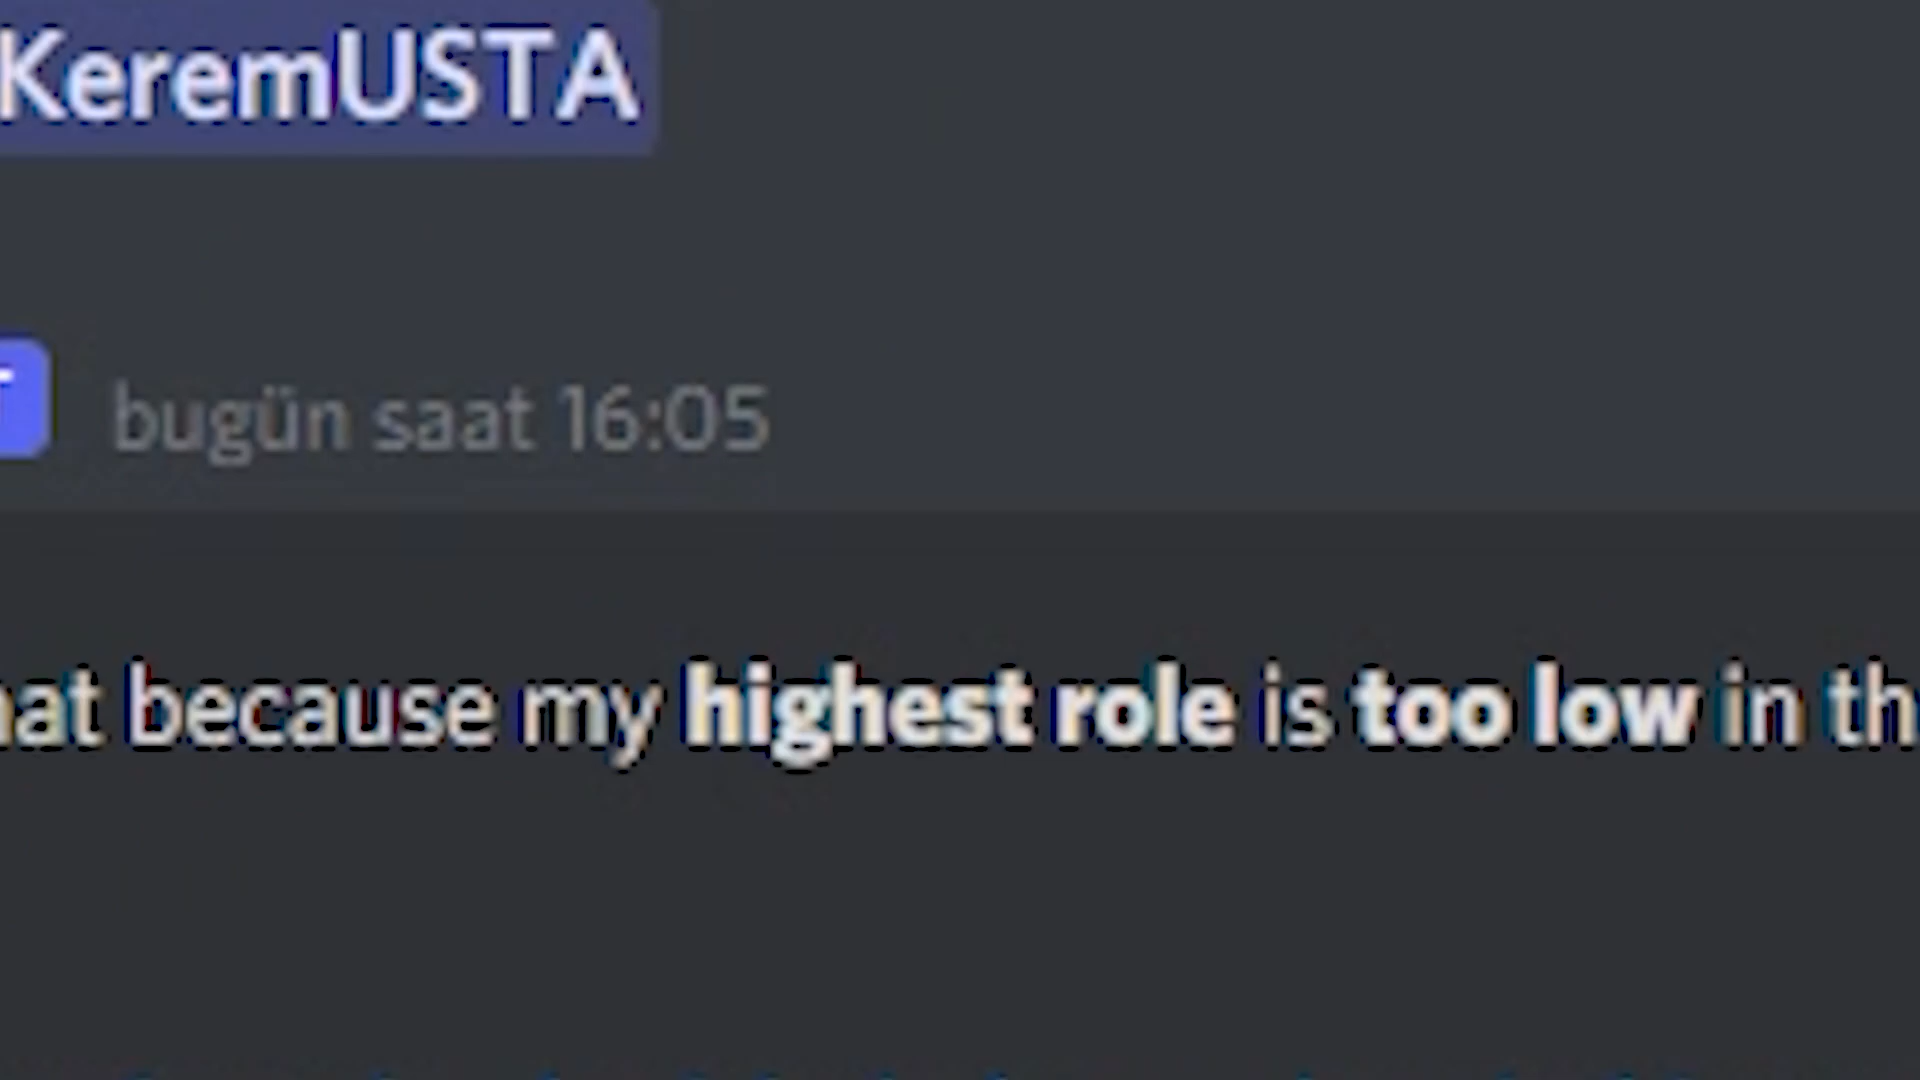 KeremUSTA
bugün saat 16:05
because my highest role is too low in